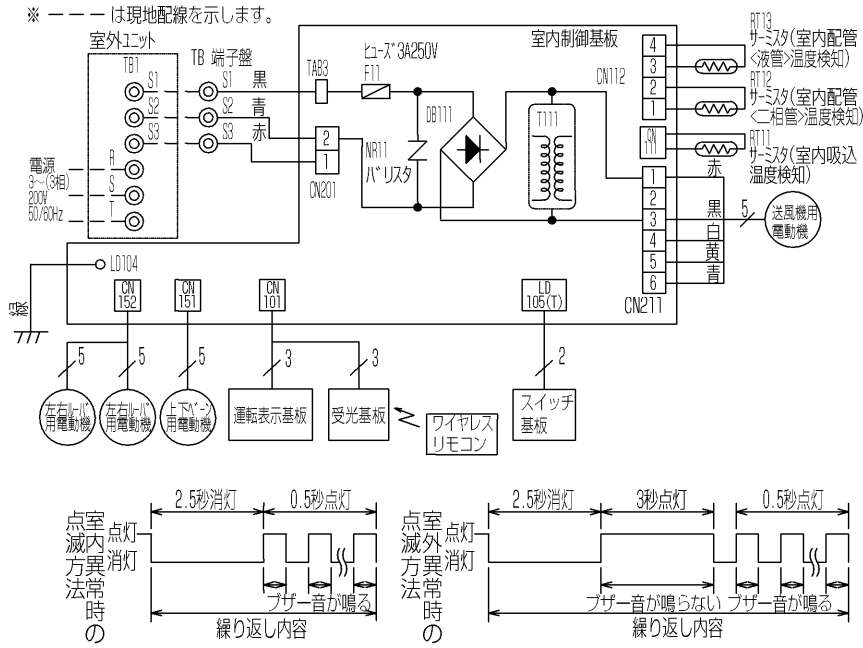 ※ ーーー は現地配線を示します。
室外ユニット
TB1
S1
S2
S3
R
S
T
電源
3～(3相)
200V
50/60Hz
TB 端子盤
S1
S2
S3
黒
青
赤
TAB3
ヒューズ3A250V
F11
2
1
CN201
NR11
バリスタ
DB111
T111
室内制御基板
CN112
4
3
2
1
CN
111
RT13
サーミスタ(室内配管
<液管>温度検知)
RT12
サーミスタ(室内配管
<二相管>温度検知)
RT11
サーミスタ(室内吸込
温度検知)
1
2
3
4
5
6
CN211
赤
黒
白
黄
青
5
送風機用
電動機
LD104
緑
CN
152
CN
151
CN
101
LD
105(T)
5
5
5
3
3
2
左右ルーバ
用電動機
左右ルーバ
用電動機
上下ベーン
用電動機
運転表示基板
受光基板
ワイヤレス
リモコン
スイッチ
基板
室内異常時の
点滅方法
点灯
消灯
2.5秒消灯
0.5秒点灯
ブザー音が鳴る
繰り返し内容
室外異常時の
点滅方法
点灯
消灯
2.5秒消灯
3秒点灯
0.5秒点灯
ブザー音が鳴らない
ブザー音が鳴る
繰り返し内容